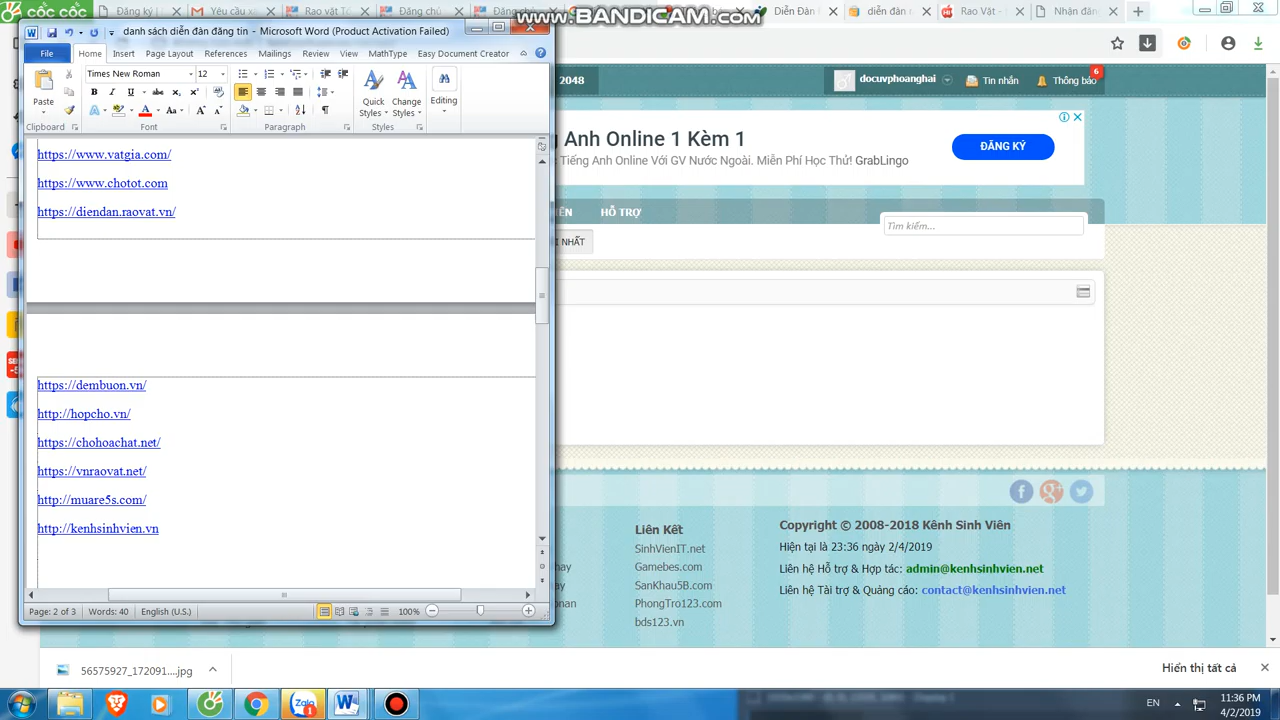 CỐC CỐC
Đăng ký
Yêu cầu x
Rao vặt Tổ
Đăng chủ
Đăng chủ
Diễn Đàn
diễn đàn
Rao Vặt -
Nhận đăng
www.BANDICAM.com
danh sách diễn đàn đăng tin - Microsoft Word (Product Activation Failed)
File
Home
Insert
Page Layout
References
Mailings
Review
View
MathType
Easy Document Creator
Paste
Times New Roman
12
Quick Styles
Change Styles
Editing
Clipboard
Font
Paragraph
Styles
https://www.vatgia.com/
https://www.chotot.com
https://diendan.raovat.vn/
https://dembuon.vn/
http://hopcho.vn/
https://chohoachat.net/
https://vnraovat.net/
http://muare5s.com/
http://kenhsinhvien.vn
Page: 2 of 3
Words: 40
English (U.S.)
100%
2048
docuvphoanghai
Tin nhắn
Thông báo
6
g Anh Online 1 Kèm 1
Tiếng Anh Online Với GV Nước Ngoài. Miễn Phí Học Thử! GrabLingo
ĐĂNG KÝ
HỖ TRỢ
Tìm kiếm...
NHẤT
Liên Kết
SinhVienIT.net
Gamebes.com
SanKhau5B.com
PhongTro123.com
bds123.vn
Copyright © 2008-2018 Kênh Sinh Viên
Hiện tại là 23:36 ngày 2/4/2019
Liên hệ Hỗ trợ & Hợp tác: admin@kenhsinhvien.net
Liên hệ Tài trợ & Quảng cáo: contact@kenhsinhvien.net
56575927_172091....jpg
Hiển thị tất cả
Zalo
1
EN
11:36 PM
4/2/2019